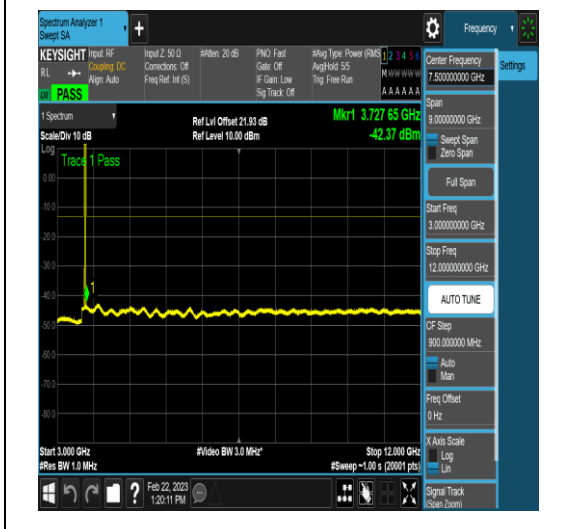 Spectrum Analyzer 1
Swept SA
+
Frequency
KEYSIGHT
RL
PASS
Input: RF
Coupling: DC
Align: Auto
Input Z: 50 Ω
Corrections: Off
Freq Ref: Int (S)
#Atten: 20 dB
PNO: Fast
Gate: Off
IF Gain: Low
Sig Track: Off
#Avg Type: Power (RMS
Avg|Hold: 5/5
Trig: Free Run
1 2 3 4 5 6
M W W W W W
A A A A A A
Settings
1 Spectrum
Scale/Div 10 dB
Ref Lvl Offset 21.93 dB
Ref Level 10.00 dBm
Mkr1 3.727 65 GHz
-42.37 dBm
Log
Trace 1 Pass
0.00
-10.0
-20.0
-30.0
-40.0
-50.0
-60.0
-70.0
-80.0
1
Start 3.000 GHz
#Res BW 1.0 MHz
#Video BW 3.0 MHz*
Stop 12.000 GHz
#Sweep ~1.00 s (20001 pts)
Center Frequency
7.500000000 GHz
Span
9.00000000 GHz
Swept Span
Zero Span
Full Span
Start Freq
3.000000000 GHz
Stop Freq
12.000000000 GHz
AUTO TUNE
CF Step
900.000000 MHz
Auto
Man
Freq Offset
0 Hz
X Axis Scale
Log
Lin
Signal Track
(Span Zoom)
?
Feb 22, 2023
1:20:11 PM